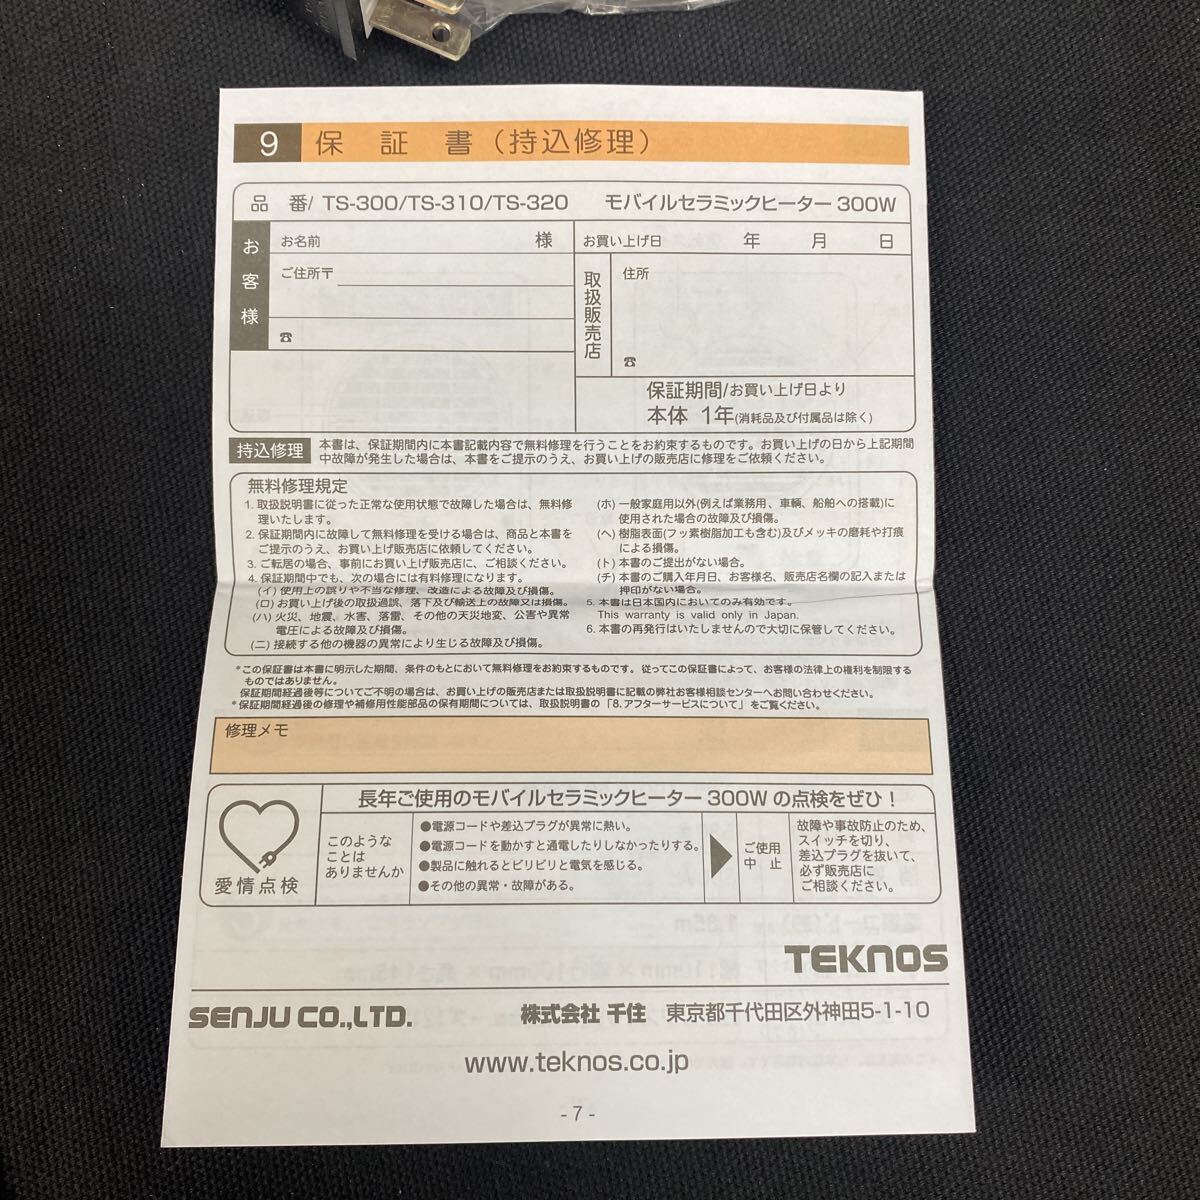 9 保証書（持込修理）
品番/ TS-300/TS-310/TS-320 モバイルセラミックヒーター 300W
お客様
お名前 様
ご住所〒
☎
お買い上げ日 年 月 日
取扱販売店
住所
☎
保証期間/お買い上げ日より
本体 1年(消耗品及び付属品は除く)
持込修理
本書は、保証期間内に本書記載内容で無料修理を行うことをお約束するものです。お買い上げの日から上記期間
中故障が発生した場合は、本書をご提示のうえ、お買い上げの販売店に修理をご依頼ください。
無料修理規定
1. 取扱説明書に従った正常な使用状態で故障した場合は、無料修
理いたします。
2. 保証期間内に故障して無料修理を受ける場合は、商品と本書を
ご提示のうえ、お買い上げ販売店に依頼してください。
3. ご転居の場合、事前にお買い上げ販売店に、ご相談ください。
4. 保証期間中でも、次の場合には有料修理になります。
(イ) 使用上の誤りや不当な修理、改造による故障及び損傷。
(ロ) お買い上げ後の取扱過誤、落下及び輸送上の故障又は損傷。
(ハ) 火災、地震、水害、落雷、その他の天災地変、公害や異常
電圧による故障及び損傷。
(ニ) 接続する他の機器の異常により生じる故障及び損傷。
(ホ) 一般家庭用以外(例えば業務用、車輌、船舶への搭載)に
使用された場合の故障及び損傷。
(ヘ) 樹脂表面(フッ素樹脂加工も含む)及びメッキの磨耗や打痕
による損傷。
(ト) 本書のご提出がない場合。
(チ) 本書のご購入年月日、お客様名、販売店名欄の記入または
押印がない場合。
5. 本書は日本国内においてのみ有効です。
This warranty is valid only in Japan.
6. 本書の再発行はいたしませんので大切に保管してください。
*この保証書は本書に明示した期間、条件のもとにおいて無料修理をお約束するものです。従ってこの保証書によって、お客様の法律上の権利を制限する
ものではありません。
保証期間経過後等についてご不明の場合は、お買い上げの販売店または取扱説明書に記載の弊社お客様相談センターへお問い合わせください。
*保証期間経過後の修理や補修用性能部品の保有期間については、取扱説明書の「8.アフターサービスについて」をご覧ください。
修理メモ
愛情点検
長年ご使用のモバイルセラミックヒーター 300W の点検をぜひ！
このような
ことは
ありませんか
●電源コードや差込プラグが異常に熱い。
●電源コードを動かすと通電したりしなかったりする。
●製品に触れるとピリピリと電気を感じる。
●その他の異常・故障がある。
ご使用
中止
故障や事故防止のため、
スイッチを切り、
差込プラグを抜いて、
必ず販売店に
ご相談ください。
TEKNOS
SENJU CO.,LTD. 株式会社 千住 東京都千代田区外神田5-1-10
www.teknos.co.jp
- 7 -